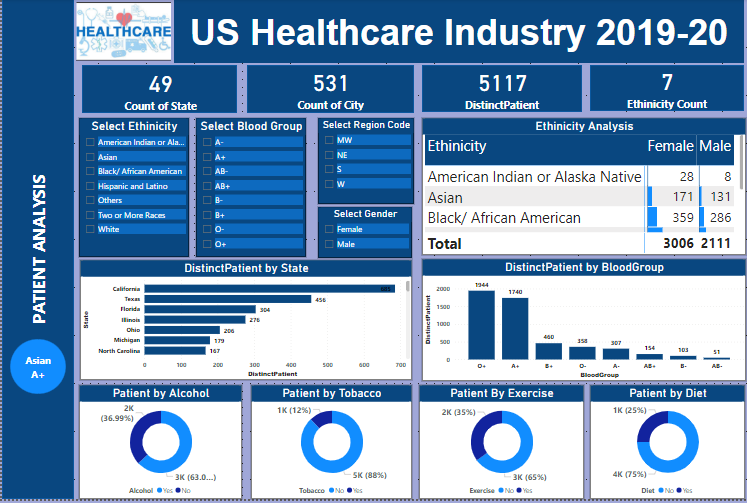 HEALTHCARE
US Healthcare Industry 2019-20
49
Count of State
531
Count of City
5117
DistinctPatient
7
Ethinicity Count
PATIENT ANALYSIS
Asian
A+
Select Ethinicity
American Indian or Ala...
Asian
Black/ African American
Hispanic and Latino
Others
Two or More Races
White
Select Blood Group
A-
A+
AB-
AB+
B-
B+
O-
O+
Select Region Code
MW
NE
S
W
Select Gender
Female
Male
Ethinicity Analysis
Ethinicity Female Male
American Indian or Alaska Native 28 8
Asian 171 131
Black/ African American 359 286
Total 3006 2111
DistinctPatient by State
State
California
Texas 456
Florida 304
Illinois 276
Ohio 206
Michigan 179
North Carolina 167
0 100 200 300 400 500 600 700
DistinctPatient
DistinctPatient by BloodGroup
DistinctPatient
2000
1500
1000
500
0
1944 1740 460 358 307 154 103 51
O+ A+ B+ O- A- AB+ B- AB-
BloodGroup
Patient by Alcohol
2K
(36.99%)
3K (63.0...)
Alcohol Yes No
Patient by Tobacco
1K (12%)
5K (88%)
Tobacco No Yes
Patient By Exercise
2K (35%)
3K (65%)
Exercise No Yes
Patient by Diet
1K (25%)
4K (75%)
Diet No Yes